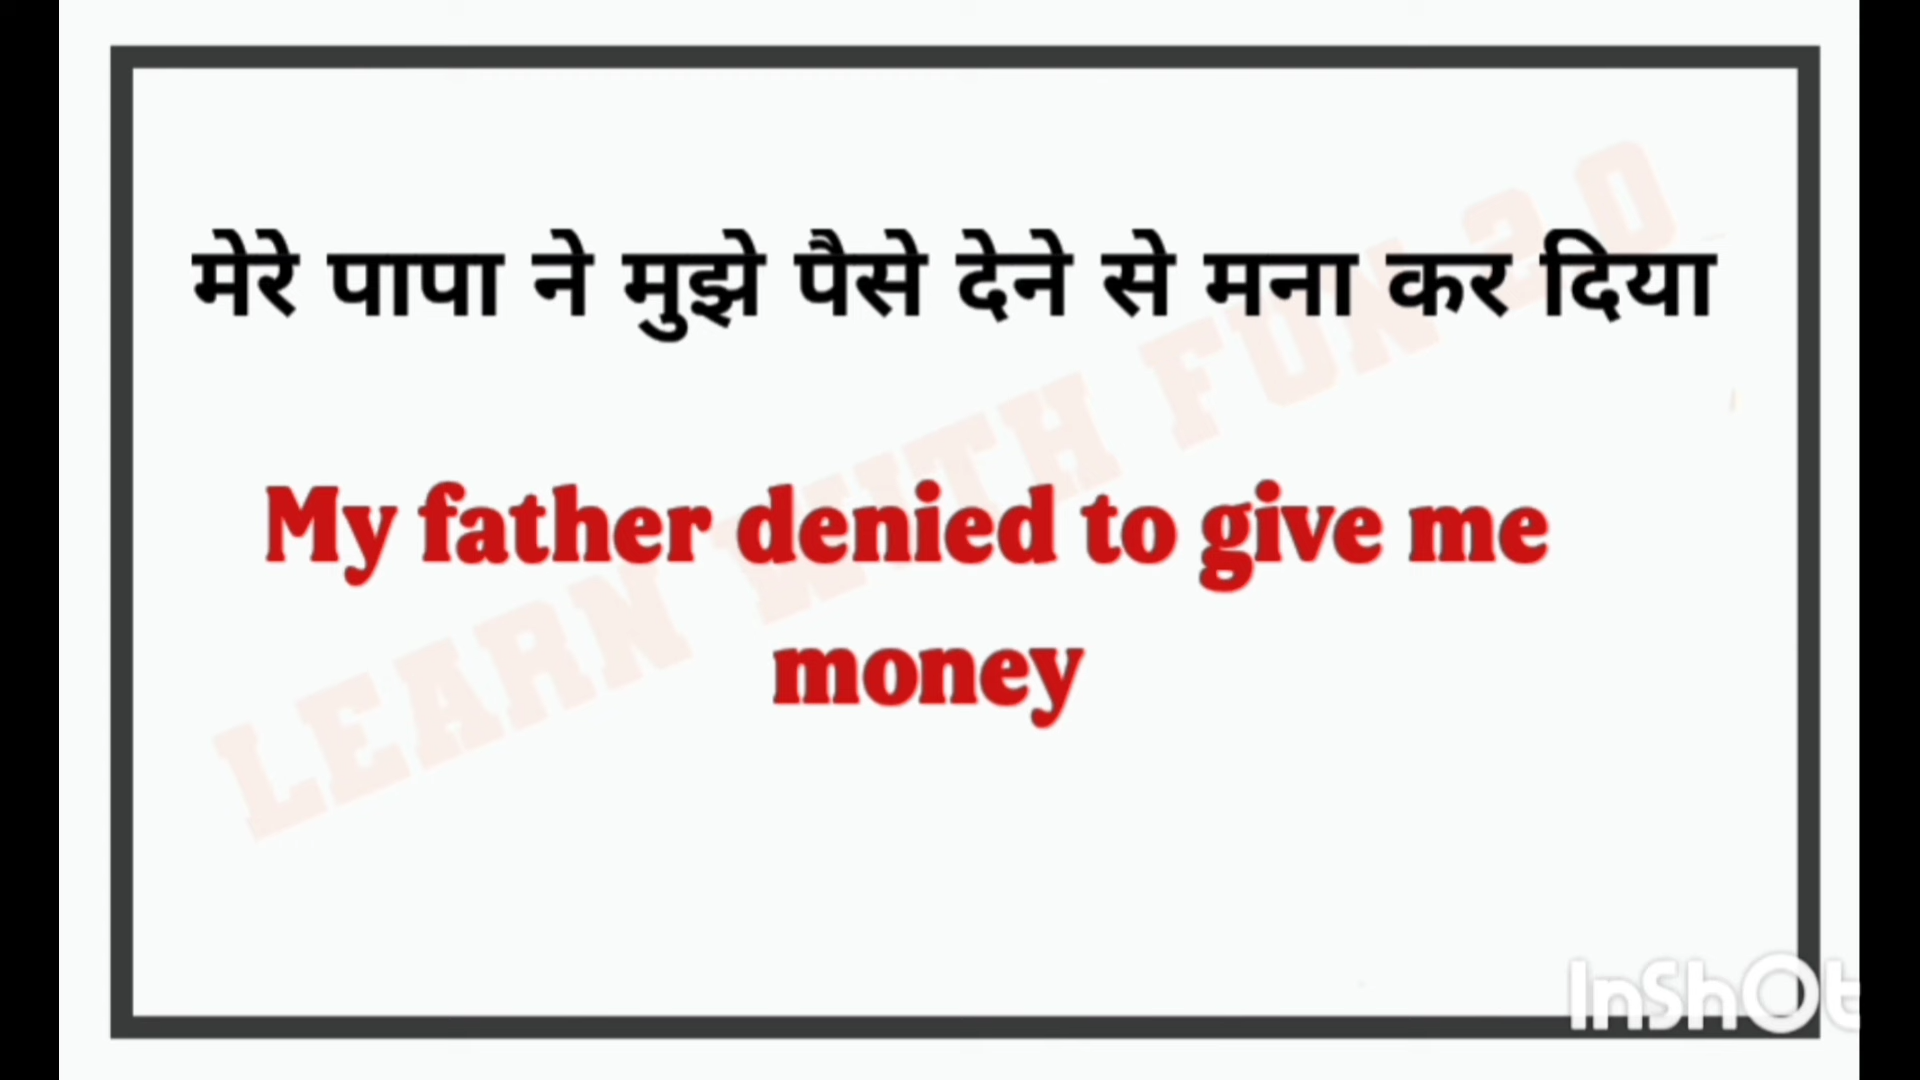 मेरे पापा ने मुझे पैसे देने से मना कर दिया
My father denied to give me
money
LEARN WITH FUN 2.0
InShOt